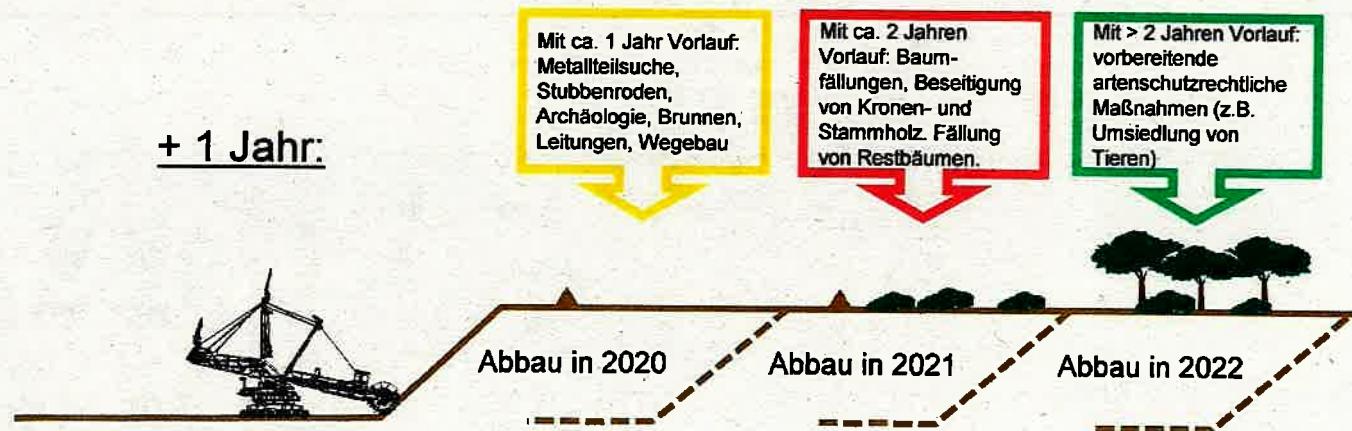 Mit ca. 1 Jahr Vorlauf:
Metallteilsuche,
Stubbenroden,
Archäologie, Brunnen,
Leitungen, Wegebau
Mit ca. 2 Jahren
Vorlauf: Baum-
fällungen, Beseitigung
von Kronen- und
Stammholz. Fällung
von Restbäumen.
Mit > 2 Jahren Vorlauf:
vorbereitende
artenschutzrechtliche
Maßnahmen (z.B.
Umsiedlung von
Tieren)
+ 1 Jahr:
Abbau in 2020
Abbau in 2021
Abbau in 2022